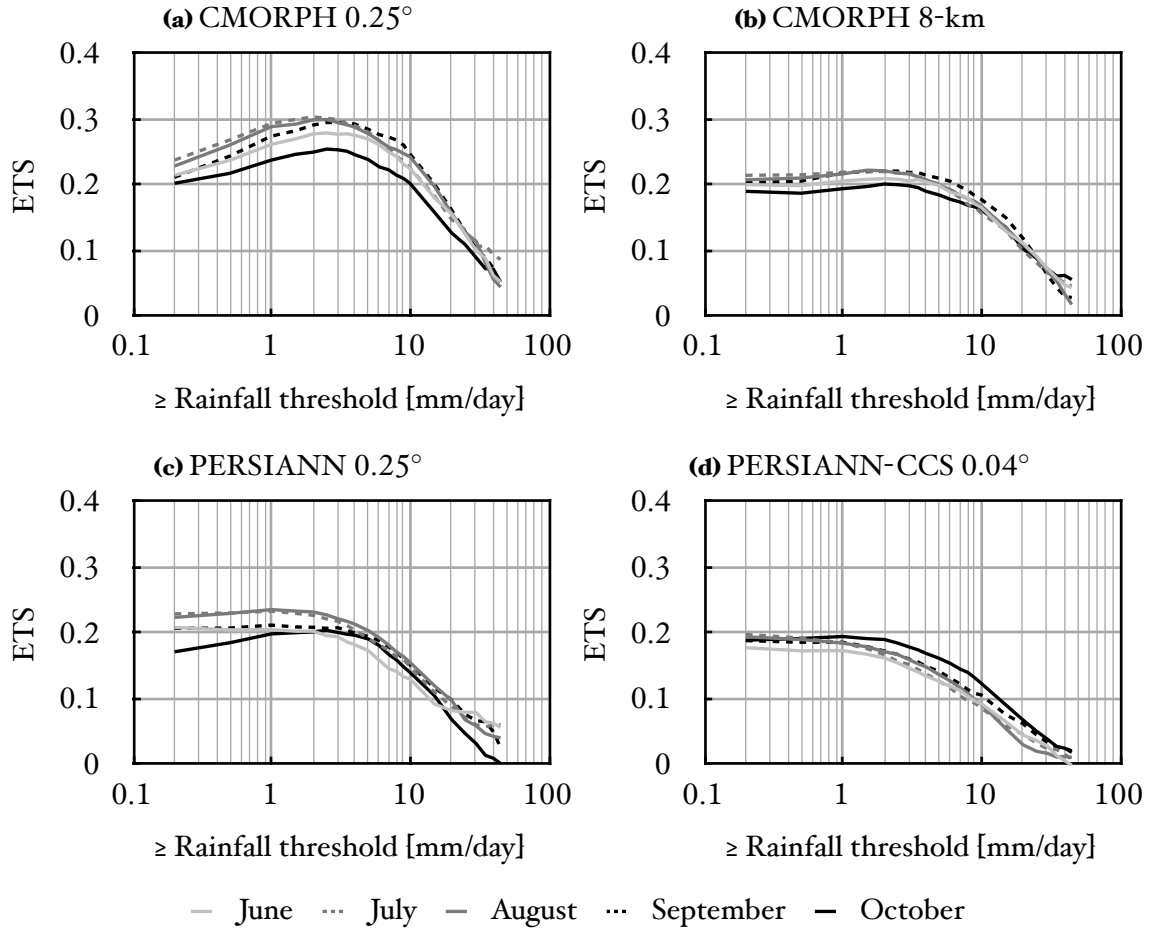 (a) CMORPH 0.25°
(b) CMORPH 8-km
0.4
0.3
0.2
0.1
0
ETS
0.1 1 10 100
≥ Rainfall threshold [mm/day]
0.4
0.3
0.2
0.1
0
ETS
0.1 1 10 100
≥ Rainfall threshold [mm/day]
(c) PERSIANN 0.25°
(d) PERSIANN-CCS 0.04°
0.4
0.3
0.2
0.1
0
ETS
0.1 1 10 100
≥ Rainfall threshold [mm/day]
0.4
0.3
0.2
0.1
0
ETS
0.1 1 10 100
≥ Rainfall threshold [mm/day]
June July August September October